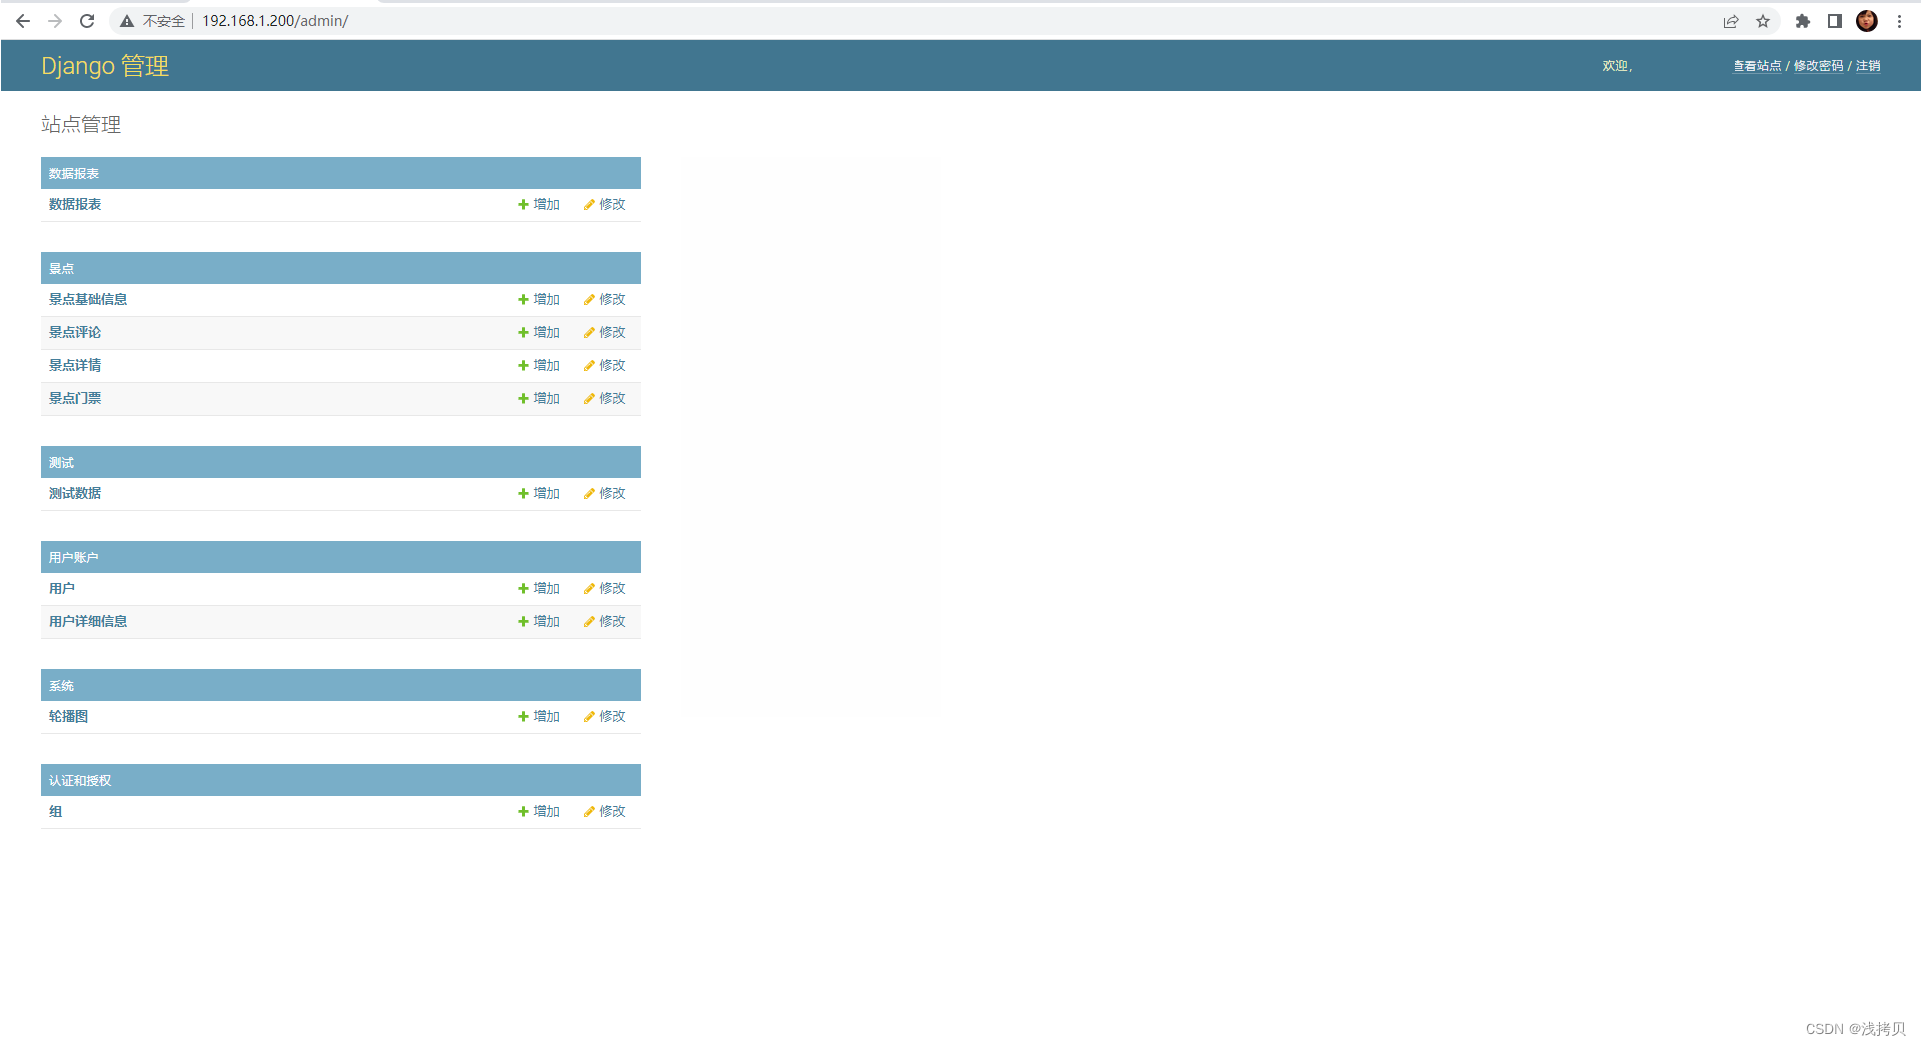 不安全 192.168.1.200/admin/
Django 管理
欢迎， 查看站点 / 修改密码 / 注销
站点管理
数据报表
数据报表 增加 修改
景点
景点基础信息 增加 修改
景点评论 增加 修改
景点详情 增加 修改
景点门票 增加 修改
测试
测试数据 增加 修改
用户账户
用户 增加 修改
用户详细信息 增加 修改
系统
轮播图 增加 修改
认证和授权
组 增加 修改
CSDN @浅拷贝